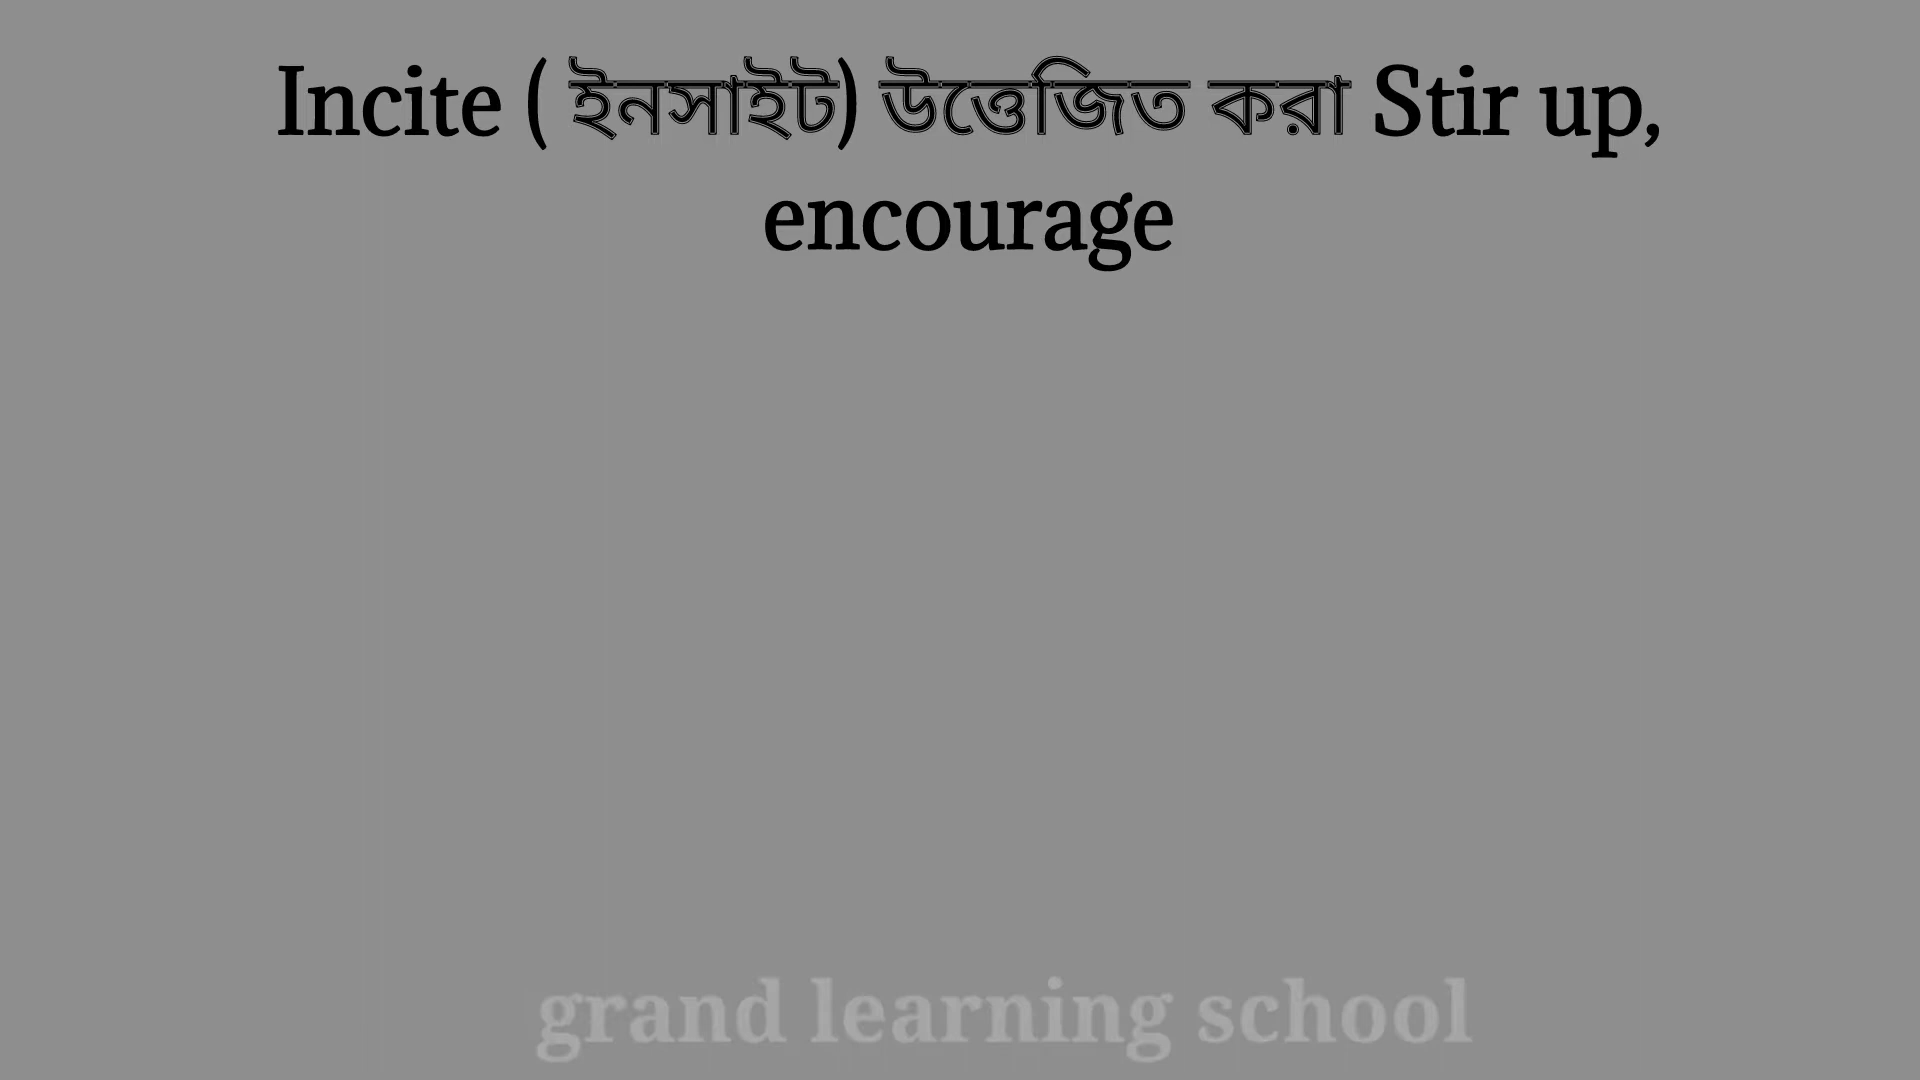 Incite ( ইনসাইট) উত্তেজিত করা Stir up,
encourage
grand learning school